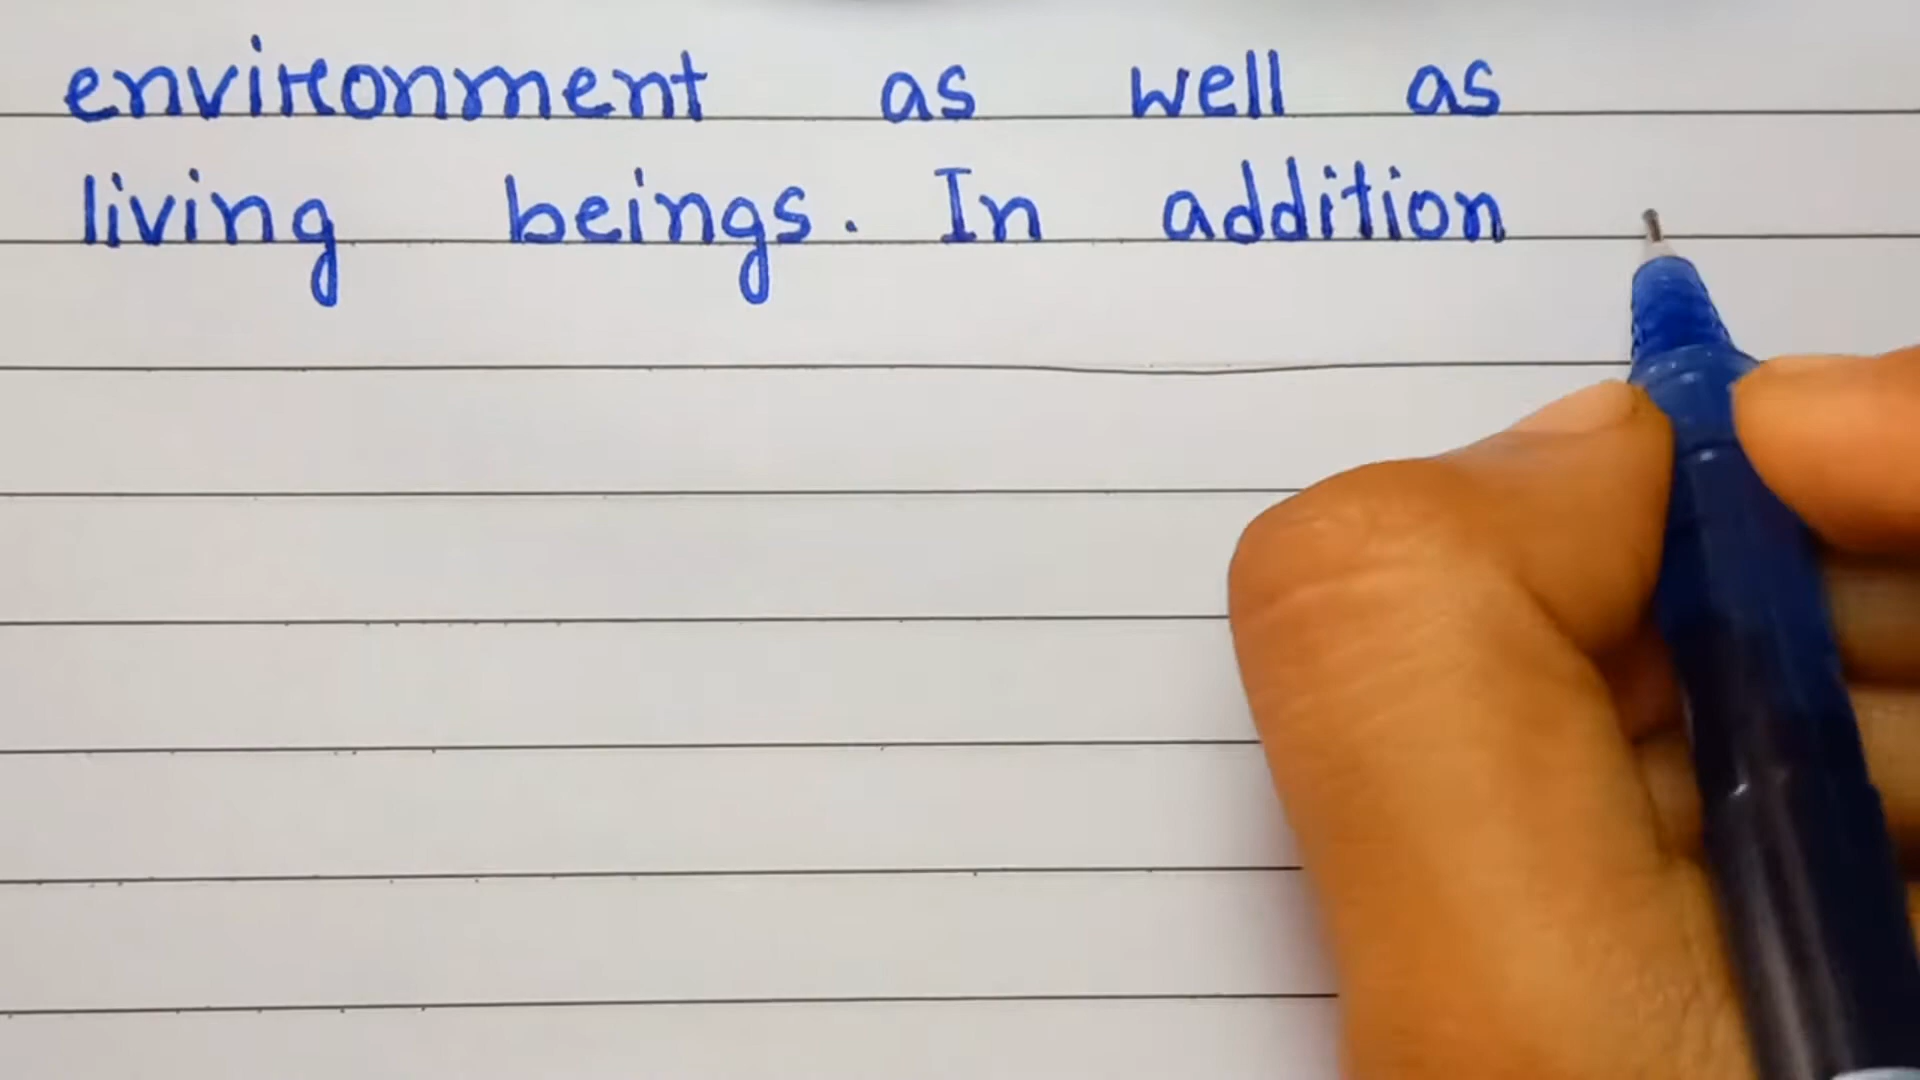 environment as well as
living beings. In addition